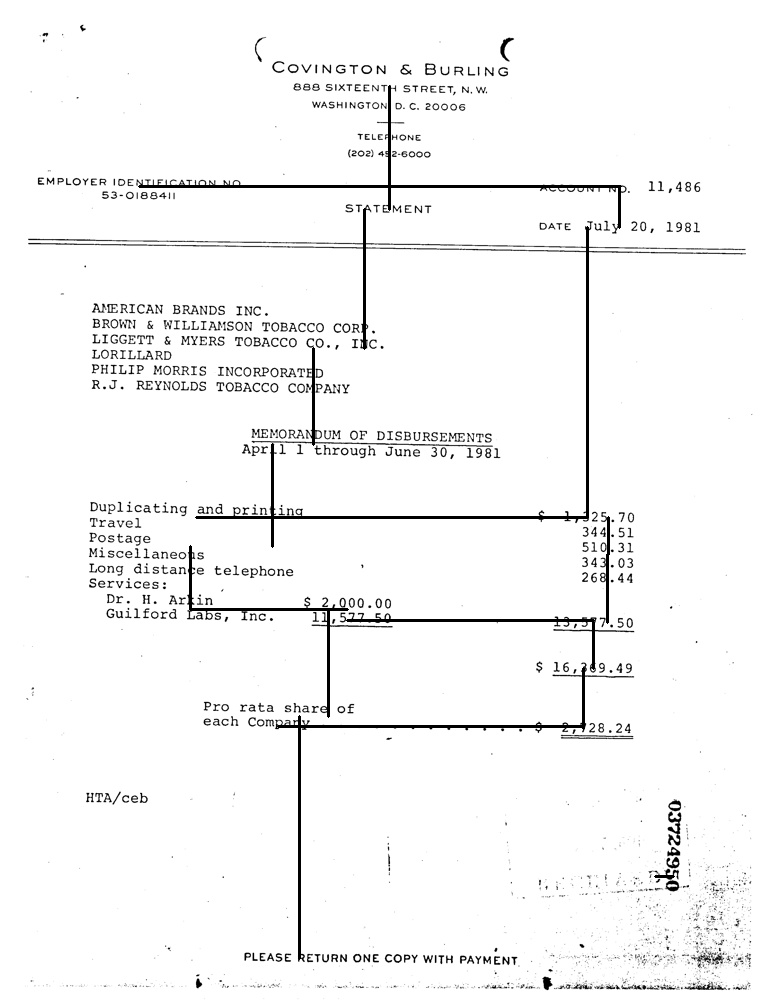 COVINGTON & BURLING
888 SIXTEENTH STREET, N. W.
WASHINGTON, D. C. 20006
TELEPHONE
(202) 452-6000
EMPLOYER IDENTIFICATION NO.
53-0188411
ACCOUNT NO. 11,486
STATEMENT
DATE July 20, 1981
AMERICAN BRANDS INC.
BROWN & WILLIAMSON TOBACCO CORP.
LIGGETT & MYERS TOBACCO CO., INC.
LORILLARD
PHILIP MORRIS INCORPORATED
R.J. REYNOLDS TOBACCO COMPANY
MEMORANDUM OF DISBURSEMENTS
April 1 through June 30, 1981
Duplicating and printing $ 1,325.70
Travel 344.51
Postage 510.31
Miscellaneous 343.03
Long distance telephone 268.44
Services:
Dr. H. Arkin $ 2,000.00
Guilford Labs, Inc. 11,577.50 13,577.50
$ 16,369.49
Pro rata share of
each Company . . . . . . . . $ 2,728.24
HTA/ceb
03724950
PLEASE RETURN ONE COPY WITH PAYMENT